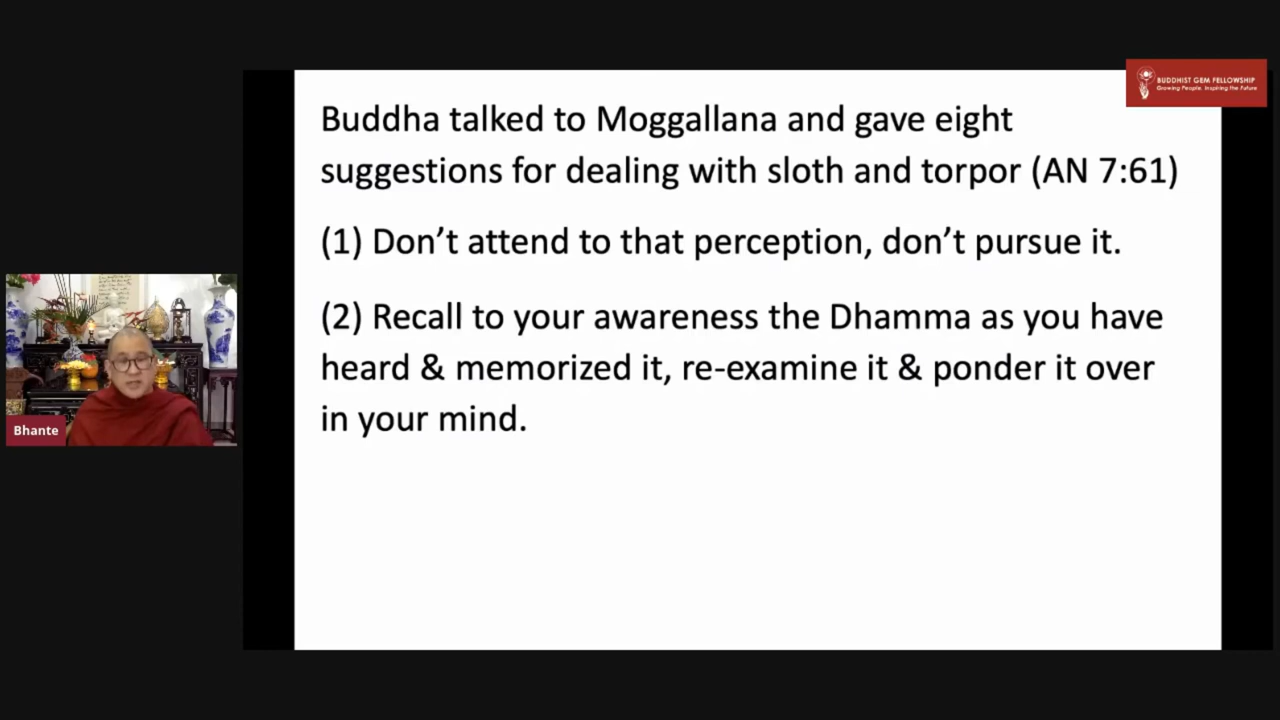 BUDDHIST GEM FELLOWSHIP
Growing People. Inspiring the Future
Buddha talked to Moggallana and gave eight
suggestions for dealing with sloth and torpor (AN 7:61)
(1) Don’t attend to that perception, don’t pursue it.
(2) Recall to your awareness the Dhamma as you have
heard & memorized it, re-examine it & ponder it over
in your mind.
Bhante